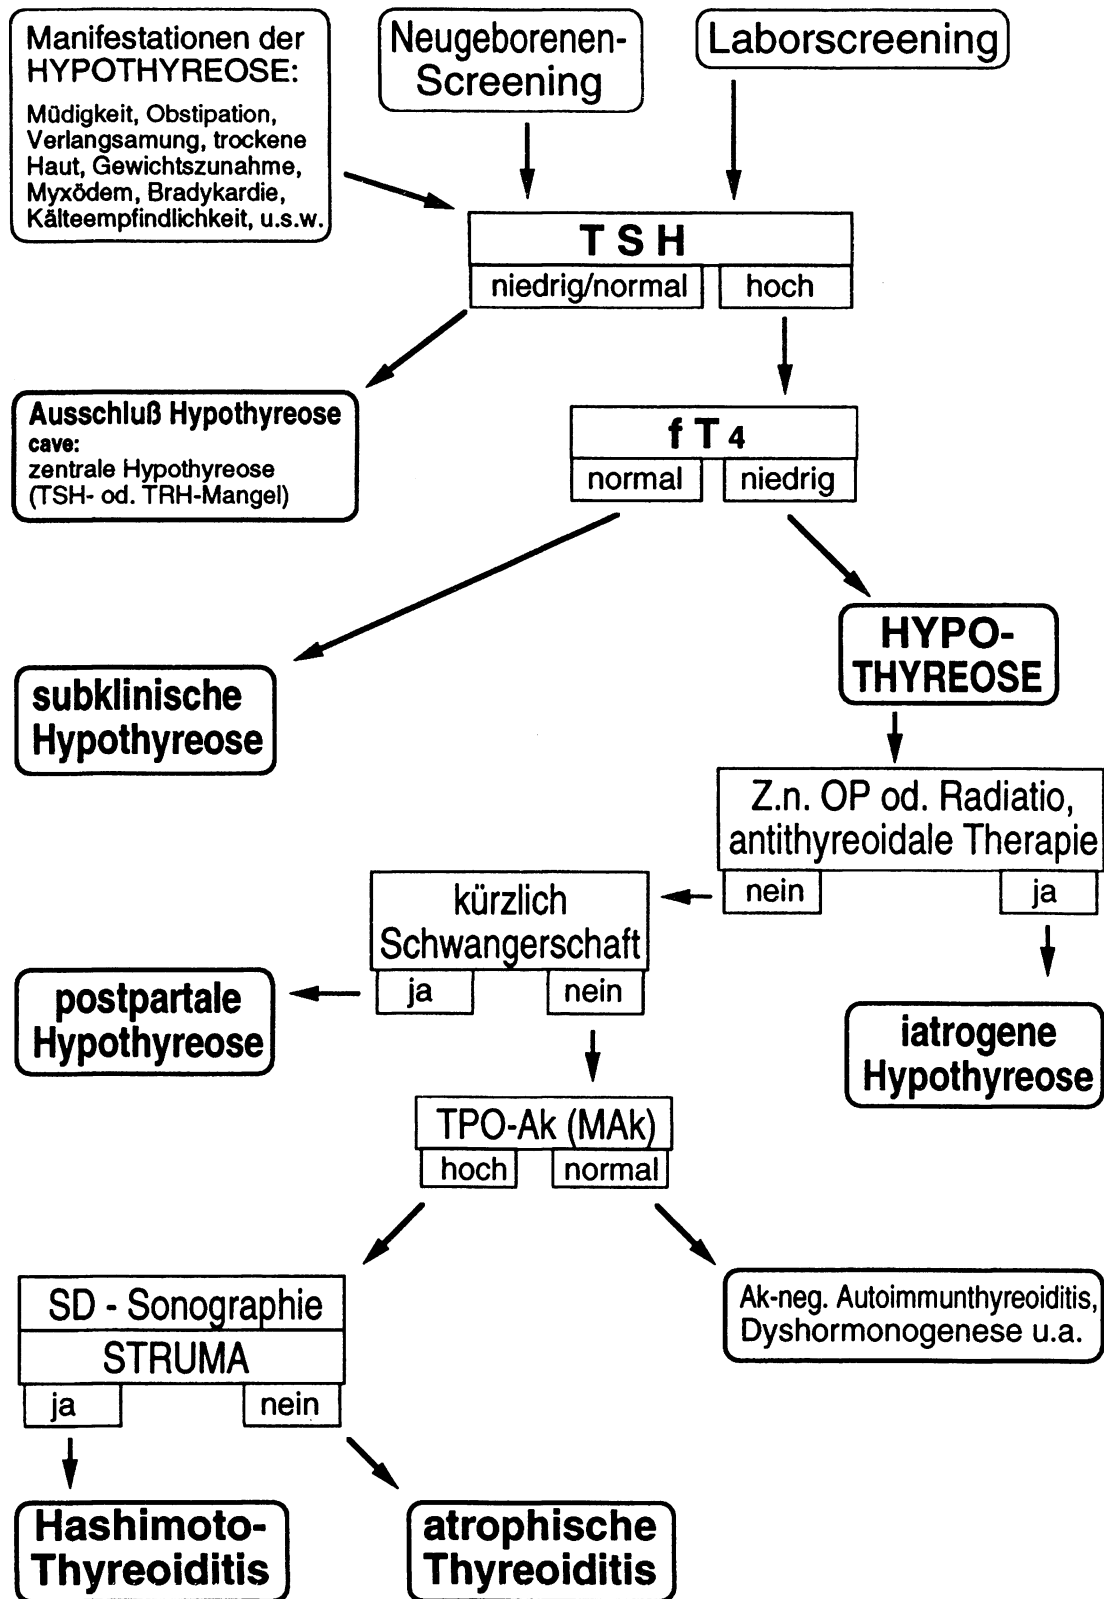 Manifestationen der
HYPOTHYREOSE:
Müdigkeit, Obstipation,
Verlangsamung, trockene
Haut, Gewichtszunahme,
Myxödem, Bradykardie,
Kälteempfindlichkeit, u.s.w.
Neugeborenen-
Screening
Laborscreening
TSH
niedrig/normal
hoch
Ausschluß Hypothyreose
cave:
zentrale Hypothyreose
(TSH- od. TRH-Mangel)
fT4
normal
niedrig
subklinische
Hypothyreose
HYPO-
THYREOSE
Z.n. OP od. Radiatio,
antithyreoidale Therapie
nein
ja
kürzlich
Schwangerschaft
ja
nein
postpartale
Hypothyreose
iatrogene
Hypothyreose
TPO-Ak (MAk)
hoch
normal
SD - Sonographie
STRUMA
ja
nein
Ak-neg. Autoimmunthyreoiditis,
Dyshormonogenese u.a.
Hashimoto-
Thyreoiditis
atrophische
Thyreoiditis